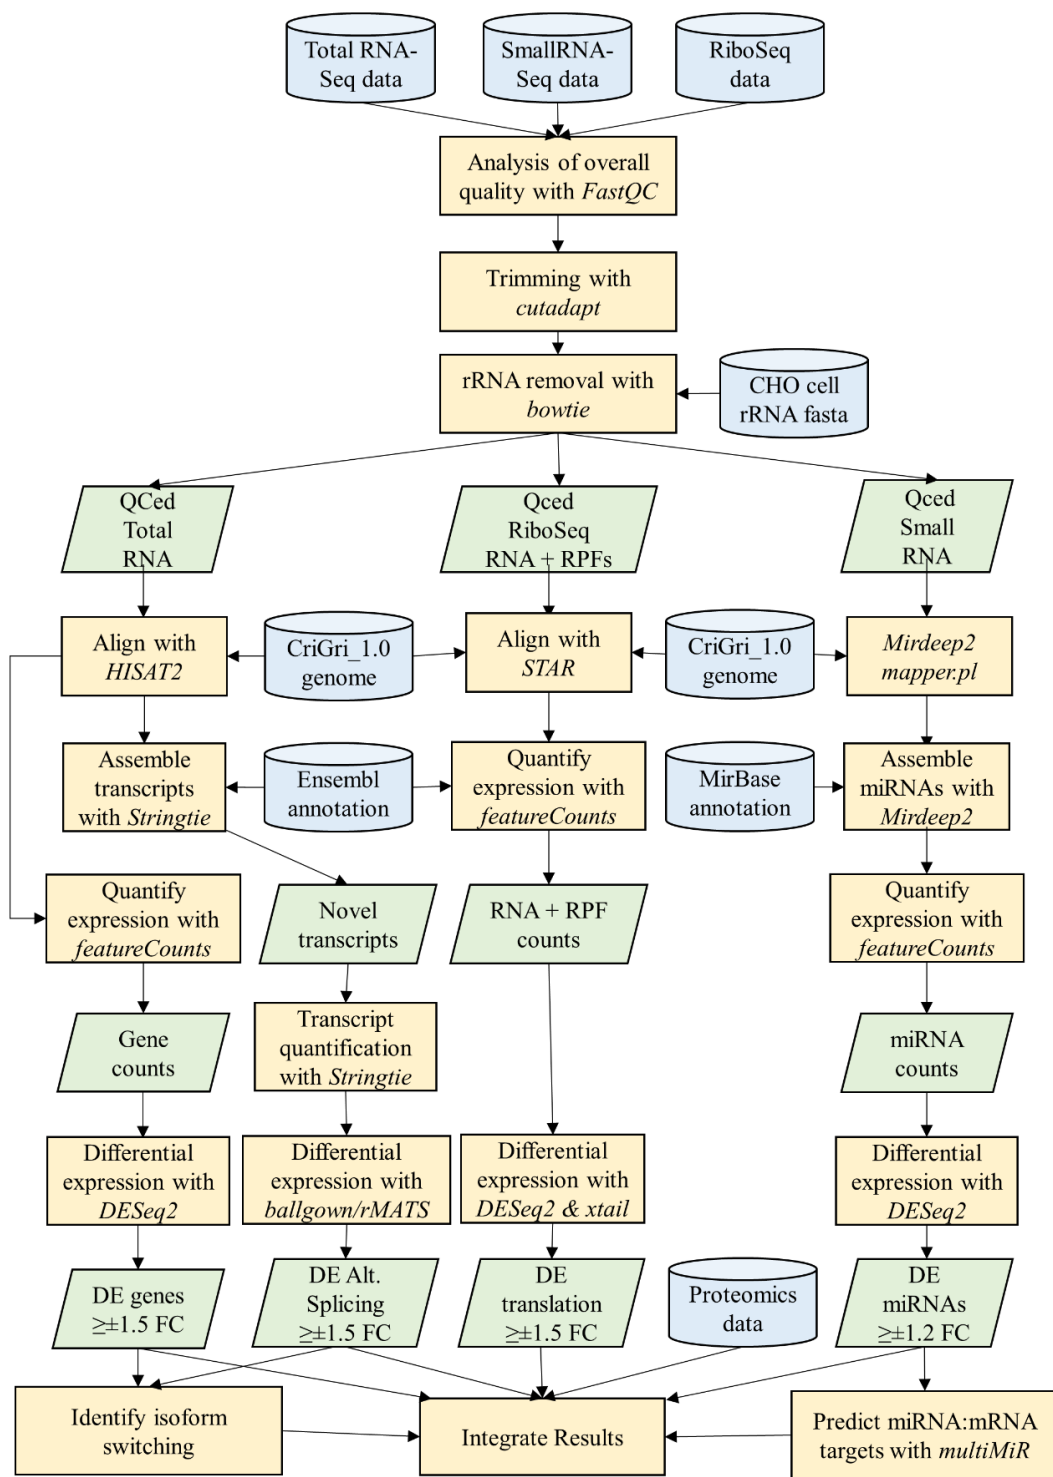 Total RNA-
Seq data
SmallRNA-
Seq data
RiboSeq
data
Analysis of overall
quality with FastQC
Trimming with
cutadapt
rRNA removal with
bowtie
CHO cell
rRNA fasta
QCed
Total
RNA
Qced
RiboSeq
RNA + RPFs
Qced
Small
RNA
Align with
HISAT2
CriGri_1.0
genome
Align with
STAR
CriGri_1.0
genome
Mirdeep2
mapper.pl
Assemble
transcripts
with Stringtie
Ensembl
annotation
Quantify
expression with
featureCounts
MirBase
annotation
Assemble
miRNAs with
Mirdeep2
Quantify
expression with
featureCounts
Novel
transcripts
RNA + RPF
counts
Quantify
expression with
featureCounts
Gene
counts
Transcript
quantification
with Stringtie
miRNA
counts
Differential
expression with
DESeq2
Differential
expression with
ballgown/rMATS
Differential
expression with
DESeq2 & xtail
Differential
expression with
DESeq2
DE genes
≥±1.5 FC
DE Alt.
Splicing
≥±1.5 FC
DE
translation
≥±1.5 FC
Proteomics
data
DE
miRNAs
≥±1.2 FC
Identify isoform
switching
Integrate Results
Predict miRNA:mRNA
targets with multiMiR